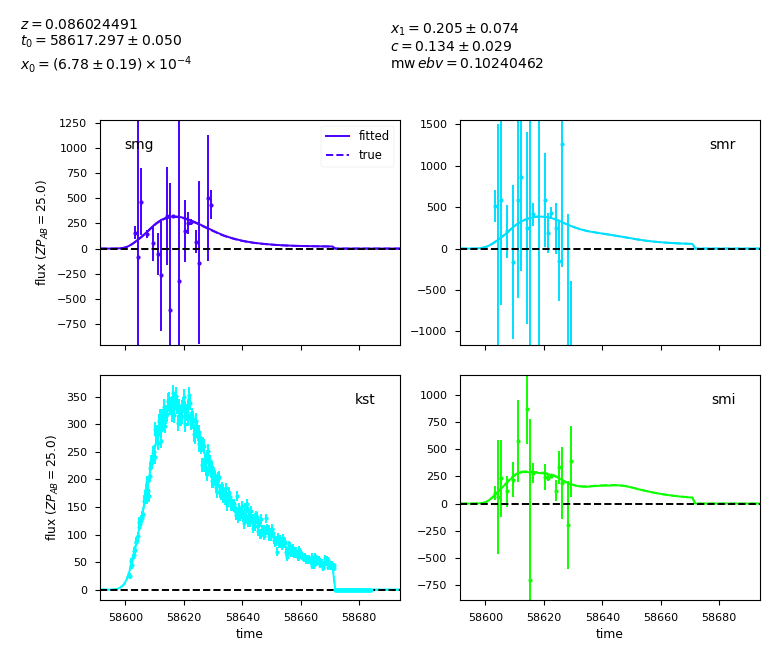 z = 0.086024491
t₀ = 58617.297 ± 0.050
x₀ = (6.78 ± 0.19) × 10⁻⁴
x₁ = 0.205 ± 0.074
c = 0.134 ± 0.029
mw ebv = 0.10240462
smg
fitted
true
1250
1000
750
500
250
0
−250
−500
−750
flux (ZP_AB = 25.0)
smr
1500
1000
500
0
−500
−1000
kst
350
300
250
200
150
100
50
0
flux (ZP_AB = 25.0)
58600 58620 58640 58660 58680
time
smi
1000
750
500
250
0
−250
−500
−750
58600 58620 58640 58660 58680
time